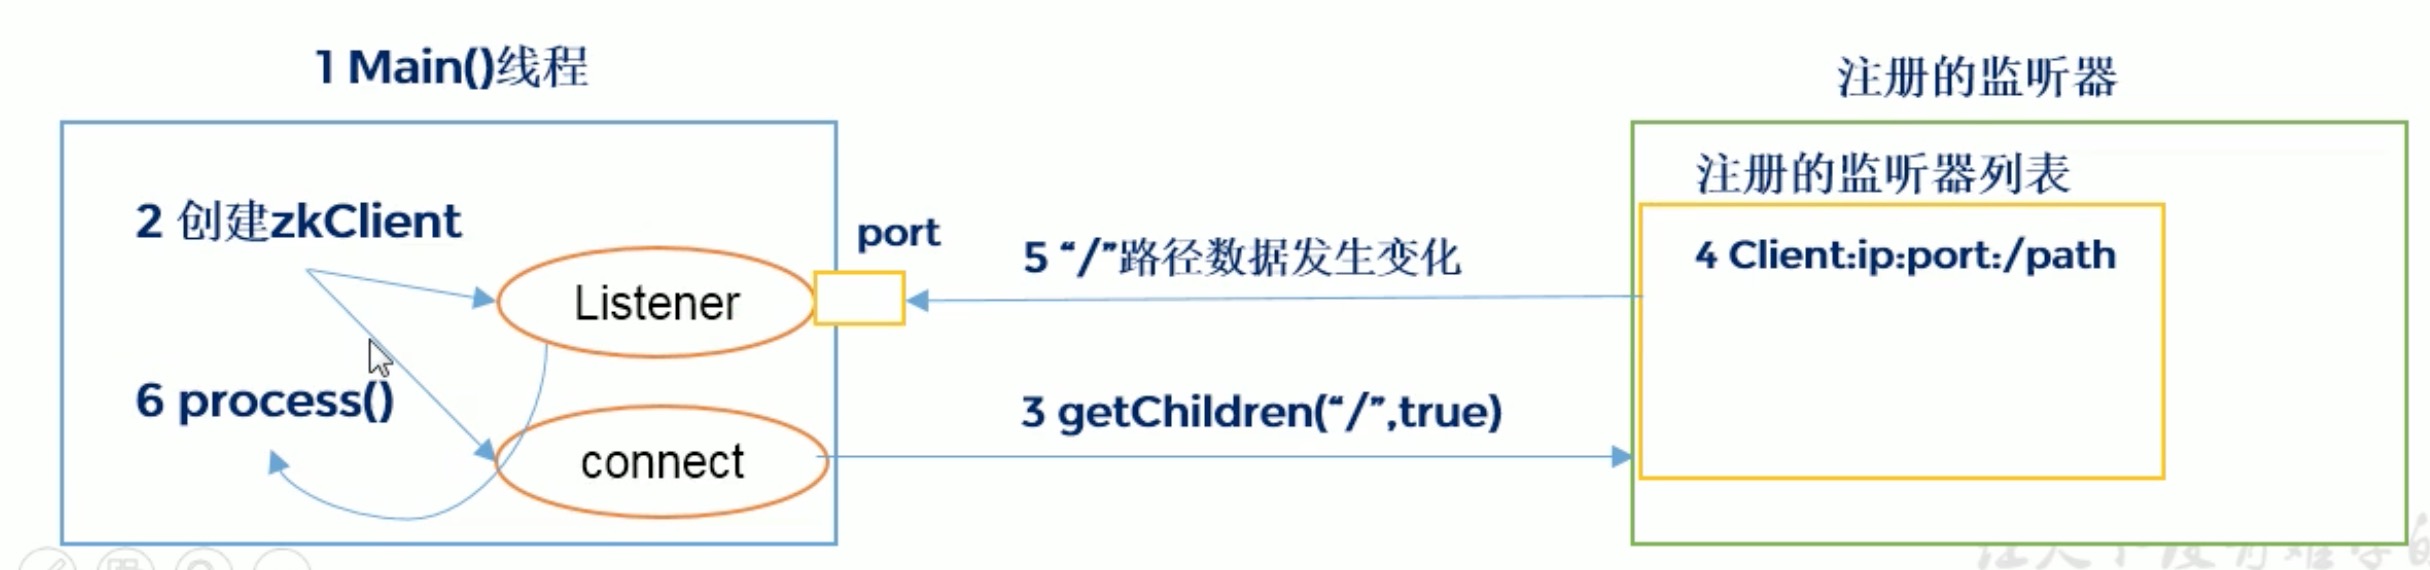 1 Main()线程
注册的监听器
注册的监听器列表
2 创建zkClient
port
5 “/”路径数据发生变化
4 Client:ip:port:/path
Listener
6 process()
3 getChildren(“/”,true)
connect